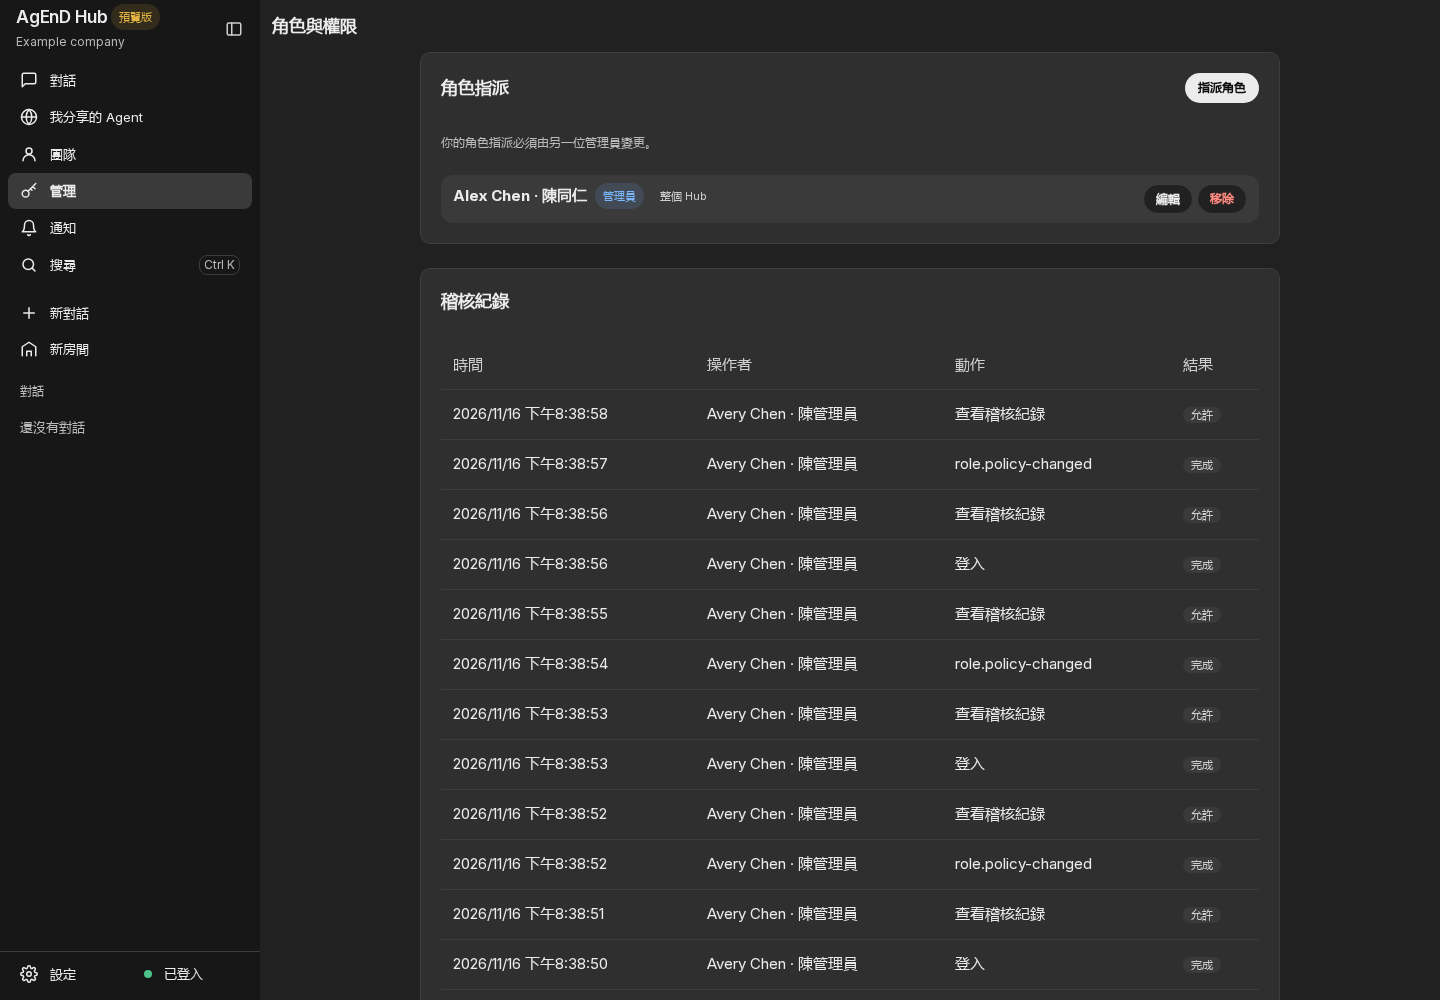 AgEnD Hub 預覽版
Example company
對話
我分享的 Agent
團隊
管理
通知
搜尋 Ctrl K
新對話
新房間
對話
還沒有對話
設定 已登入
角色與權限
角色指派 指派角色
你的角色指派必須由另一位管理員變更。
Alex Chen · 陳同仁 管理員 整個 Hub 編輯 移除
稽核紀錄
時間 操作者 動作 結果
2026/11/16 下午8:38:58 Avery Chen · 陳管理員 查看稽核紀錄 允許
2026/11/16 下午8:38:57 Avery Chen · 陳管理員 role.policy-changed 完成
2026/11/16 下午8:38:56 Avery Chen · 陳管理員 查看稽核紀錄 允許
2026/11/16 下午8:38:56 Avery Chen · 陳管理員 登入 完成
2026/11/16 下午8:38:55 Avery Chen · 陳管理員 查看稽核紀錄 允許
2026/11/16 下午8:38:54 Avery Chen · 陳管理員 role.policy-changed 完成
2026/11/16 下午8:38:53 Avery Chen · 陳管理員 查看稽核紀錄 允許
2026/11/16 下午8:38:53 Avery Chen · 陳管理員 登入 完成
2026/11/16 下午8:38:52 Avery Chen · 陳管理員 查看稽核紀錄 允許
2026/11/16 下午8:38:52 Avery Chen · 陳管理員 role.policy-changed 完成
2026/11/16 下午8:38:51 Avery Chen · 陳管理員 查看稽核紀錄 允許
2026/11/16 下午8:38:50 Avery Chen · 陳管理員 登入 完成